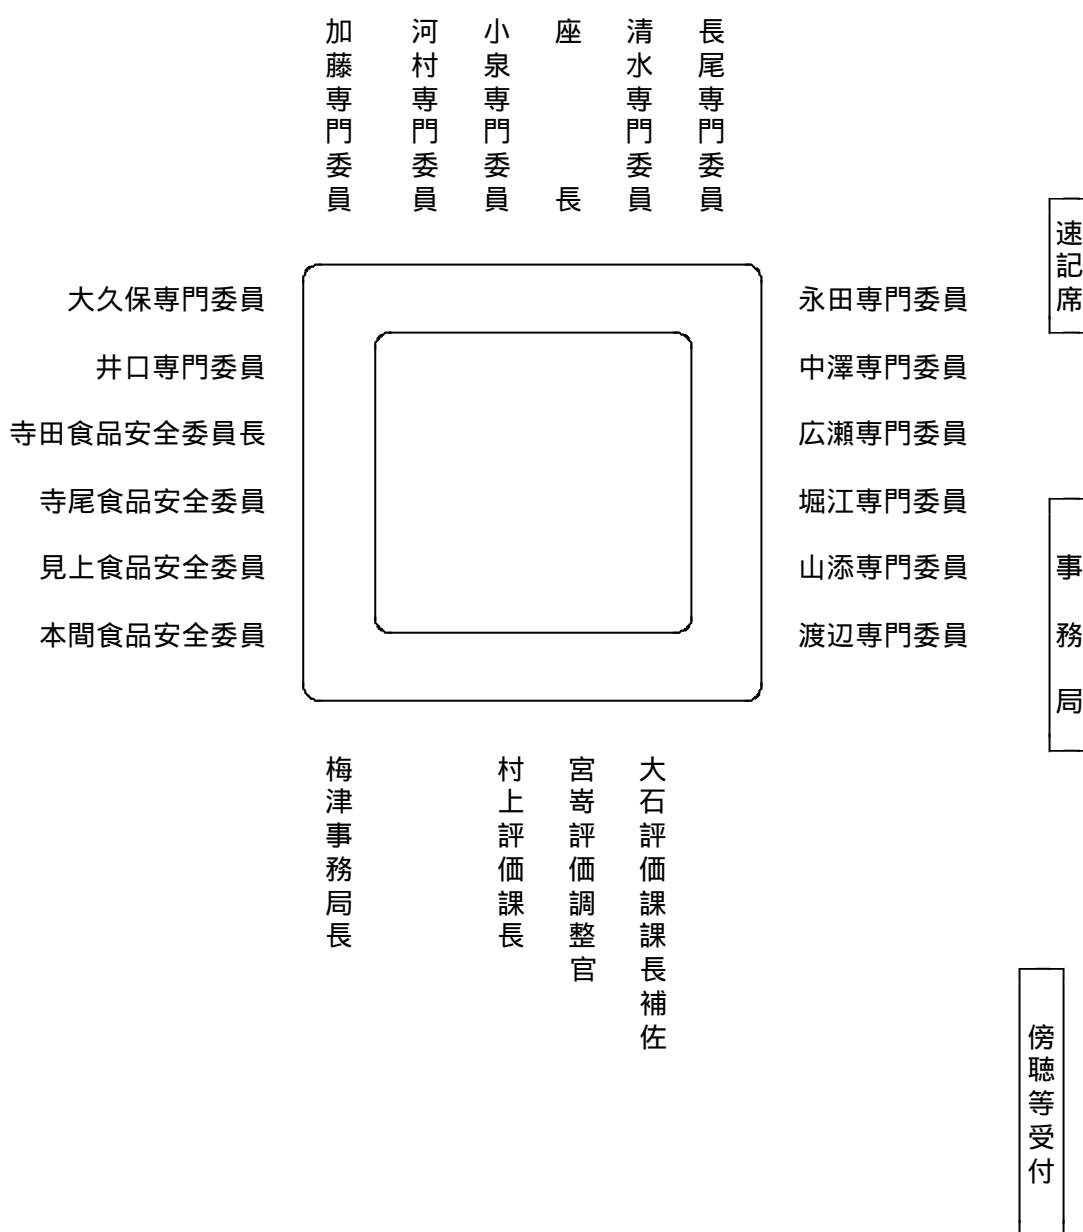 加藤専門委員
河村専門委員
小泉専門委員
座長
清水専門委員
長尾専門委員
速記席
大久保専門委員
永田専門委員
井口専門委員
中澤専門委員
寺田食品安全委員長
広瀬専門委員
寺尾食品安全委員
堀江専門委員
見上食品安全委員
山添専門委員
本間食品安全委員
渡辺専門委員
事務局
梅津事務局長
村上評価課長
宮嵜評価調整官
大石評価課課長補佐
傍聴等受付